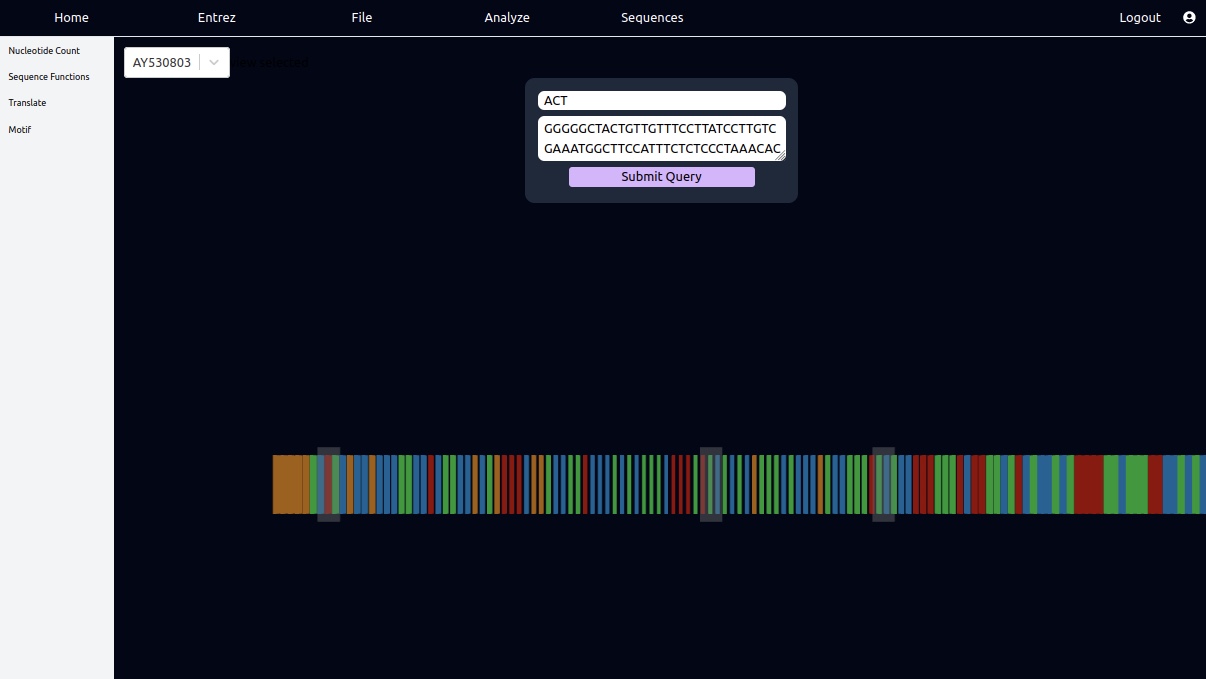 Home Entrez File Analyze Sequences Logout
Nucleotide Count
Sequence Functions
Translate
Motif
AY530803
selected
ACT
GGGGGCTACTGTTGTTTCCTTATCCTTGTC
GAAATGGCTTCCATTTCTCTCCCTAAACAC
Submit Query